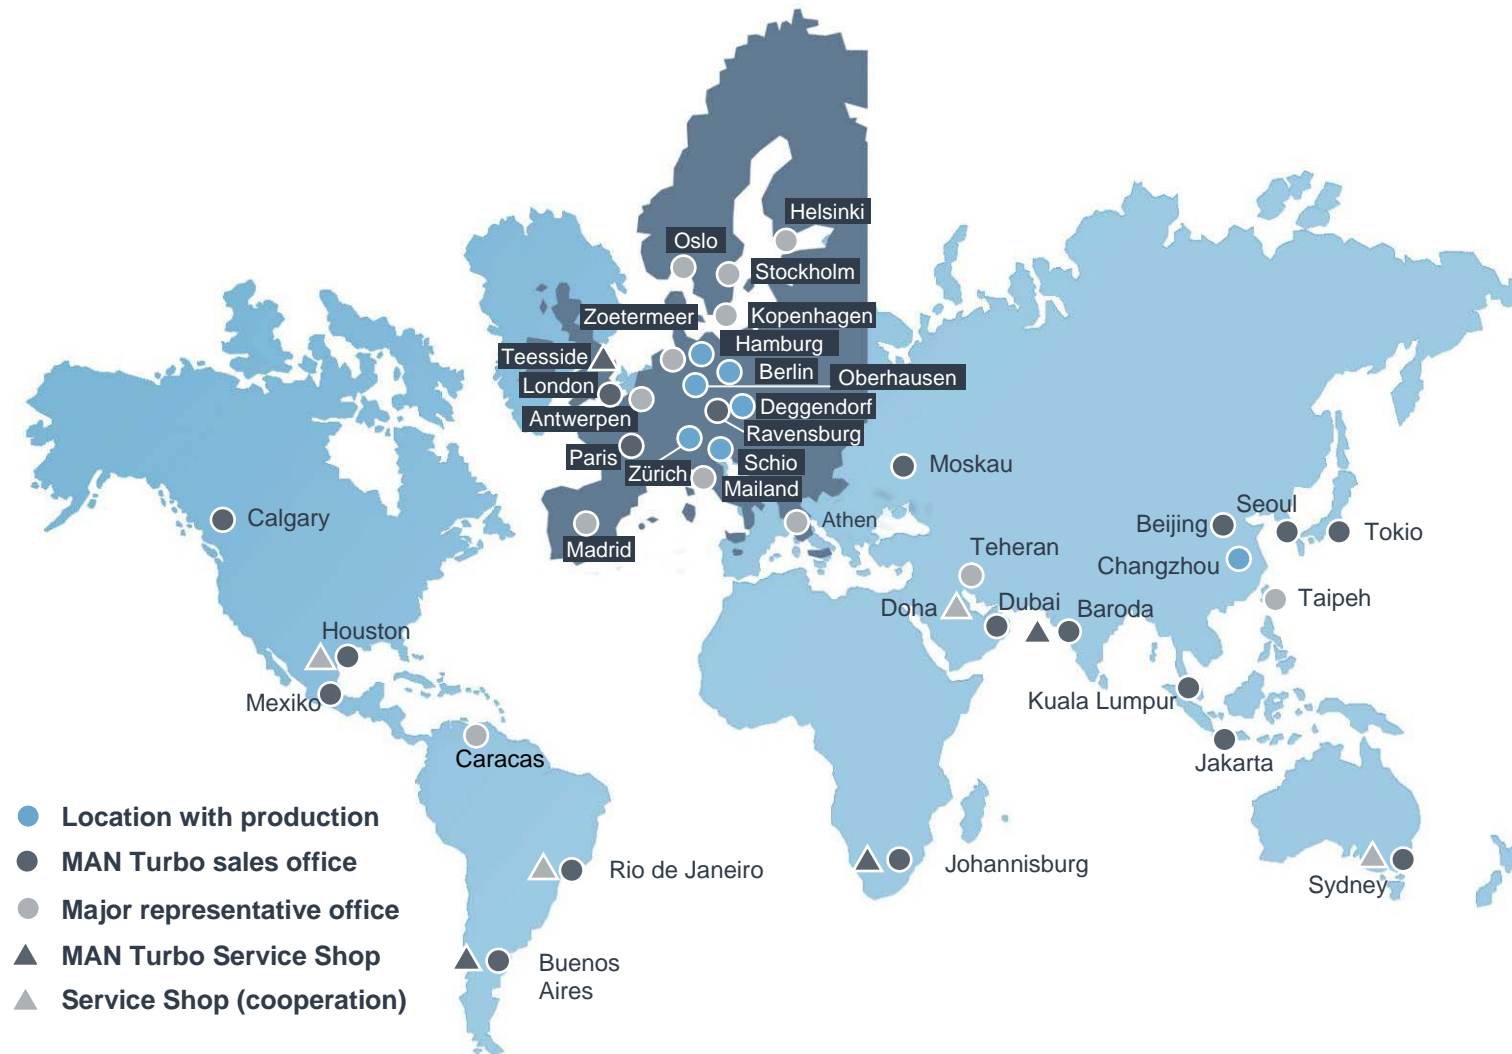 Helsinki
Oslo
Stockholm
Zoetermeer
Kopenhagen
Hamburg
Teesside
Berlin
Oberhausen
London
Antwerpen
Deggendorf
Ravensburg
Paris
Zürich
Schio
Mailand
Moskau
Calgary
Madrid
Athen
Seoul
Beijing
Tokio
Teheran
Changzhou
Doha
Dubai
Baroda
Taipeh
Houston
Mexiko
Kuala Lumpur
Caracas
Jakarta
Location with production
MAN Turbo sales office
Rio de Janeiro
Johannisburg
Sydney
Major representative office
MAN Turbo Service Shop
Buenos
Aires
Service Shop (cooperation)